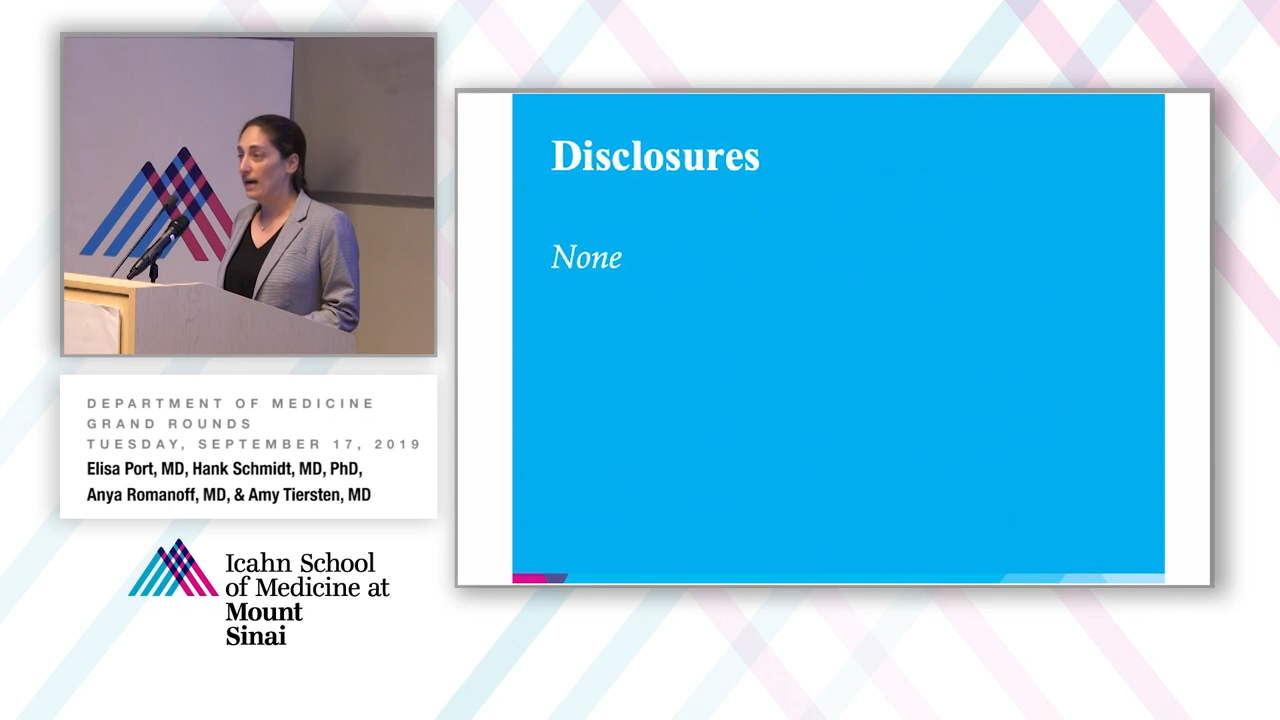 Disclosures
None
DEPARTMENT OF MEDICINE
GRAND ROUNDS
TUESDAY, SEPTEMBER 17, 2019
Elisa Port, MD, Hank Schmidt, MD, PhD,
Anya Romanoff, MD, & Amy Tiersten, MD
Icahn School
of Medicine at
Mount
Sinai